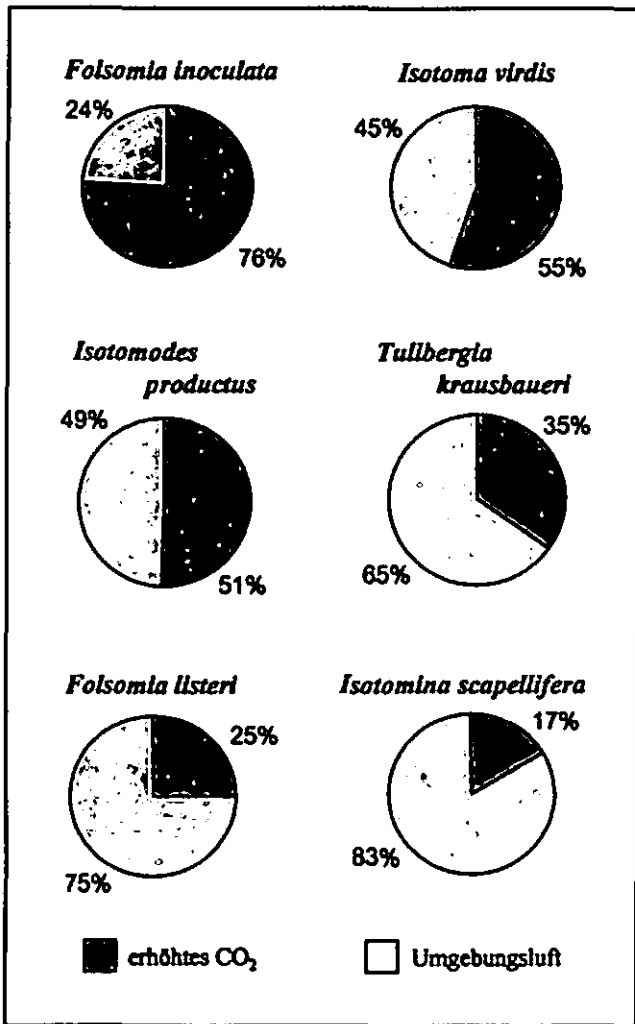 Folsomia inoculata
24%
76%
Isotoma virdis
45%
55%
Isotomodes
productus
49%
51%
Tullbergia
krausbaueri
35%
65%
Folsomia listeri
25%
75%
Isotomina scapellifera
17%
83%
erhöhtes CO₂
Umgebungsluft